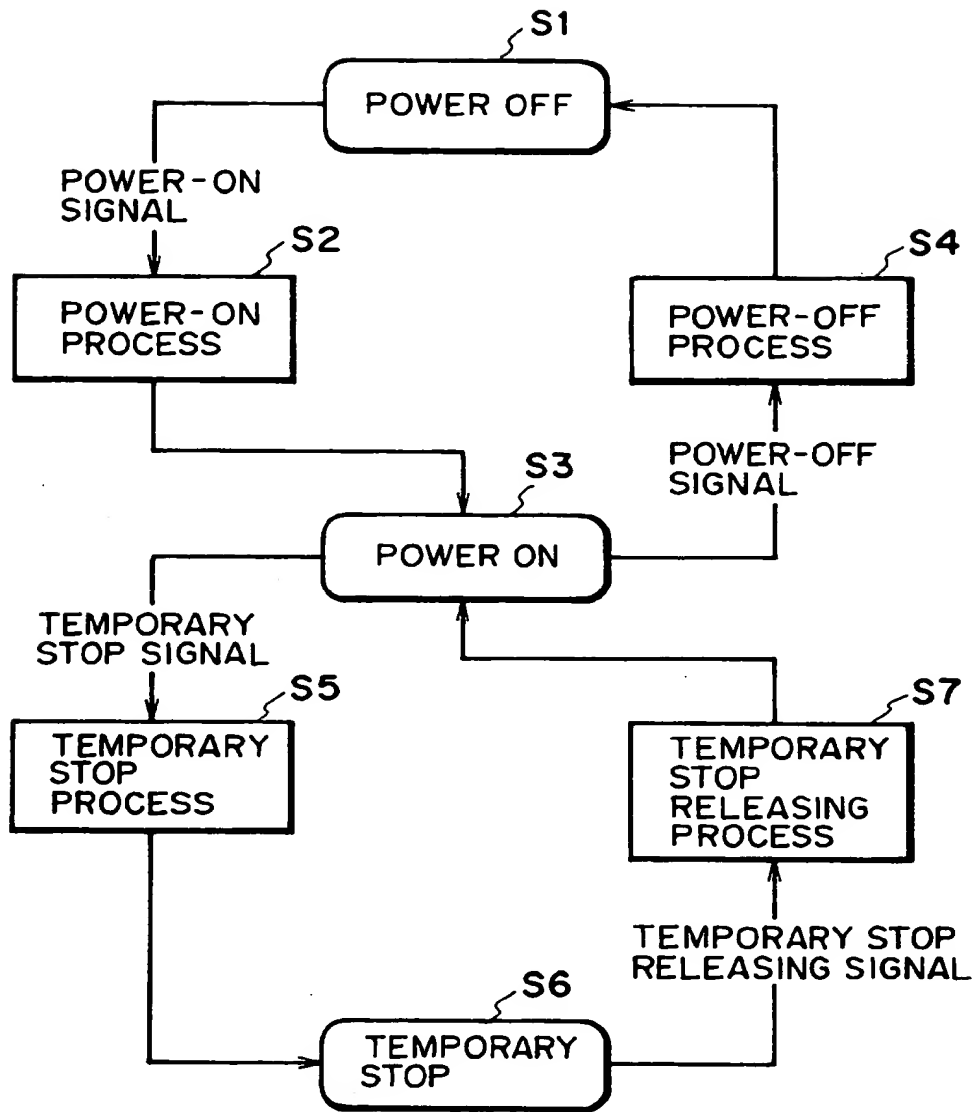 S1
POWER OFF
POWER-ON
SIGNAL
S2
POWER-ON
PROCESS
S4
POWER-OFF
PROCESS
POWER-OFF
SIGNAL
S3
POWER ON
TEMPORARY
STOP SIGNAL
S5
TEMPORARY
STOP
PROCESS
S7
TEMPORARY
STOP
RELEASING
PROCESS
TEMPORARY STOP
RELEASING SIGNAL
S6
TEMPORARY
STOP